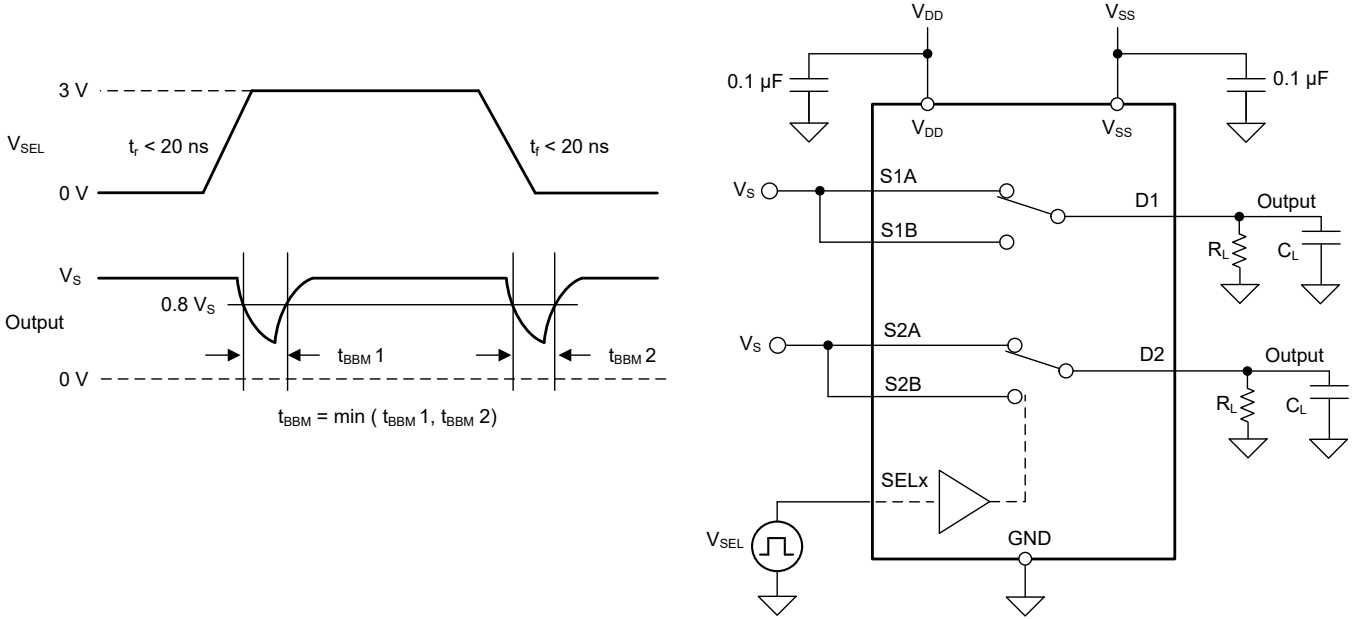 3 V
V_SEL
t_r < 20 ns
t_f < 20 ns
0 V
V_S
0.8 V_S
Output
t_BBM 1
t_BBM 2
0 V
t_BBM = min ( t_BBM 1, t_BBM 2)
V_DD
V_SS
0.1 µF
0.1 µF
V_DD
V_SS
V_S
S1A
D1
Output
S1B
R_L
C_L
V_S
S2A
D2
Output
S2B
R_L
C_L
SELx
V_SEL
GND